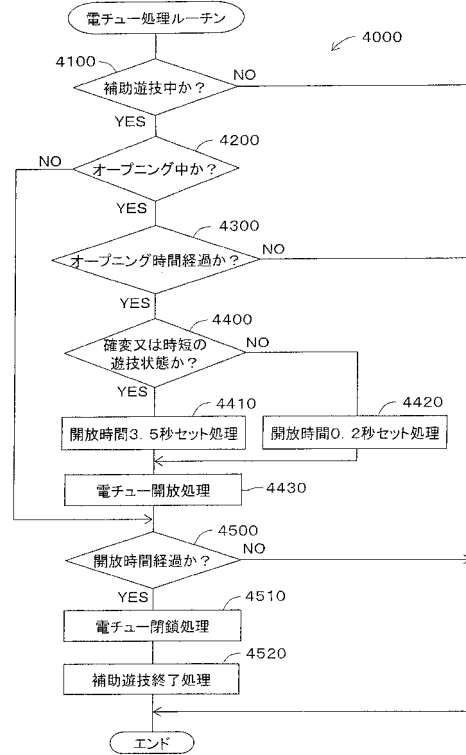 電チュー処理ルーチン
4000
4100
補助遊技中か？
NO
YES
4200
オープニング中か？
NO
YES
4300
オープニング時間経過か？
NO
YES
4400
確変又は時短の
遊技状態か？
NO
YES
4410
開放時間3．5秒セット処理
4420
開放時間0．2秒セット処理
電チュー開放処理
4430
4500
開放時間経過か？
NO
YES
4510
電チュー閉鎖処理
4520
補助遊技終了処理
エンド